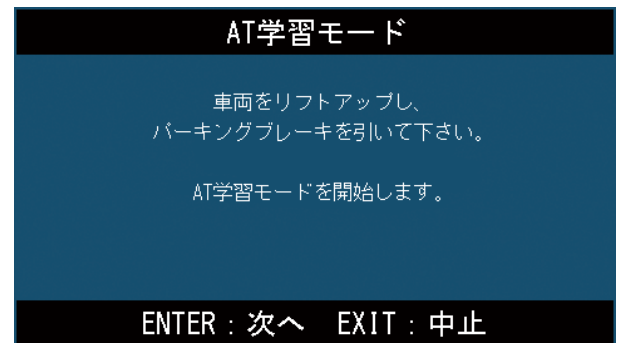 AT学習モード
車両をリフトアップし、
パーキングブレーキを引いて下さい。
AT学習モードを開始します。
ENTER：次へ　EXIT：中止